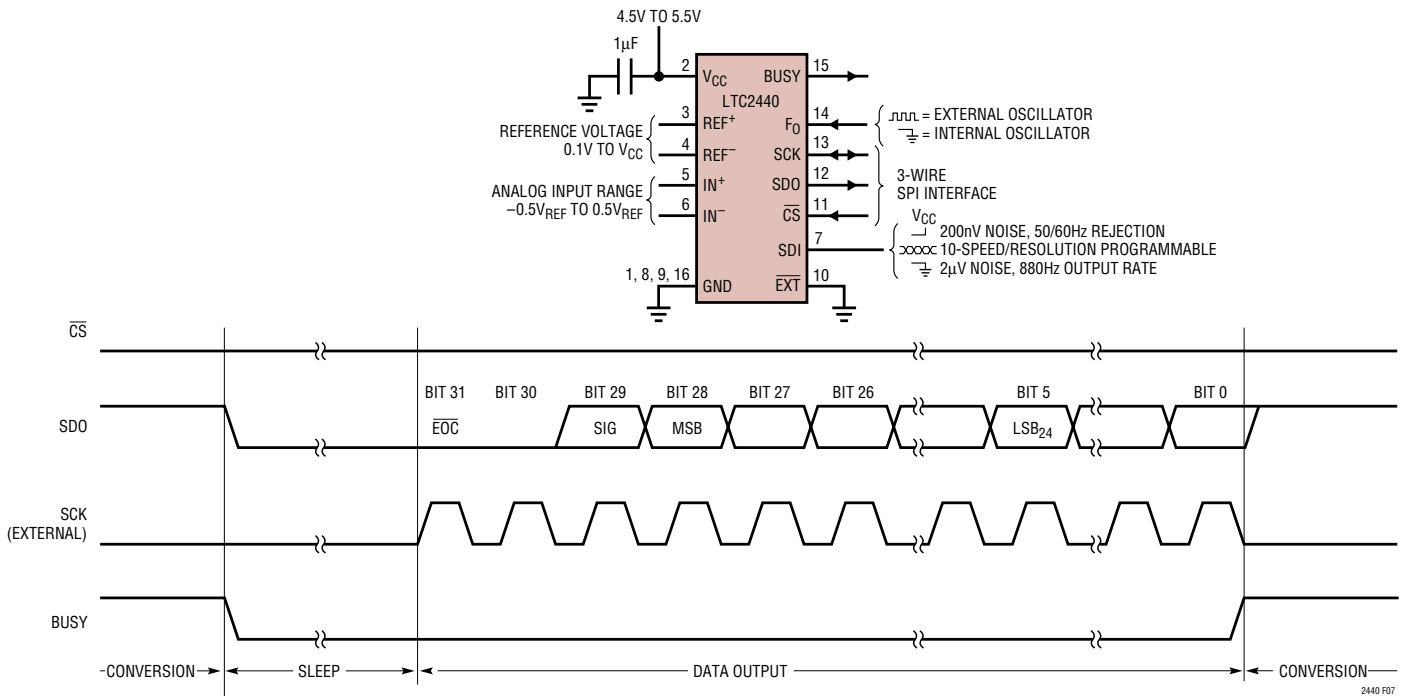 4.5V TO 5.5V
1µF
2
VCC
BUSY
15
LTC2440
3
REF+
FO
14
REFERENCE VOLTAGE
0.1V TO VCC
= EXTERNAL OSCILLATOR
= INTERNAL OSCILLATOR
4
REF−
SCK
13
5
IN+
SDO
12
ANALOG INPUT RANGE
−0.5VREF TO 0.5VREF
3-WIRE
SPI INTERFACE
6
IN−
CS
11
SDI
7
VCC
200nV NOISE, 50/60Hz REJECTION
10-SPEED/RESOLUTION PROGRAMMABLE
2µV NOISE, 880Hz OUTPUT RATE
1, 8, 9, 16
GND
EXT
10
CS
BIT 31
BIT 30
BIT 29
BIT 28
BIT 27
BIT 26
BIT 5
BIT 0
SDO
EOC
SIG
MSB
LSB24
SCK
(EXTERNAL)
BUSY
CONVERSION
SLEEP
DATA OUTPUT
CONVERSION
2440 F07